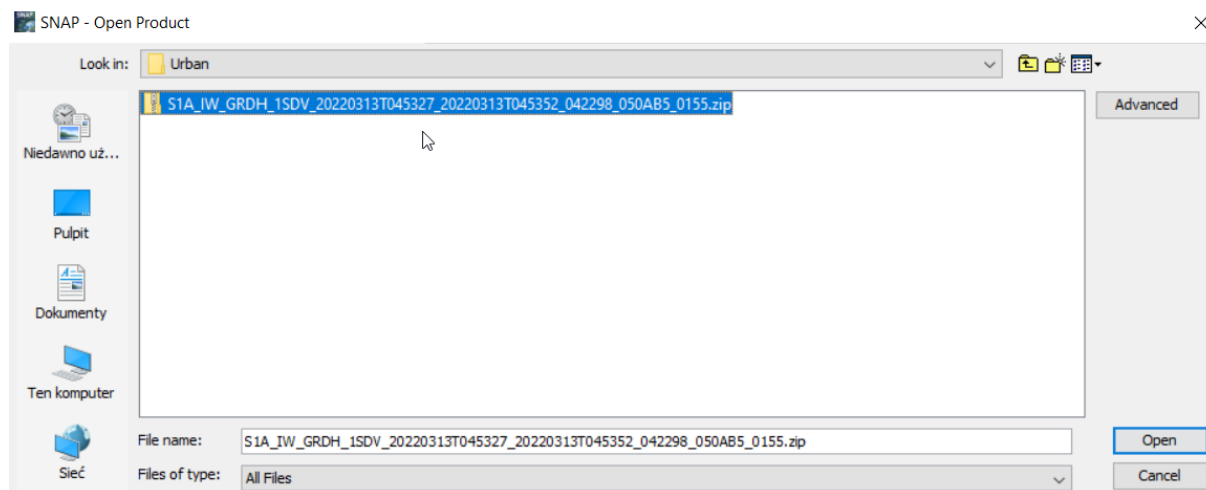 SNAP - Open Product
Look in: Urban
S1A_IW_GRDH_1SDV_20220313T045327_20220313T045352_042298_050AB5_0155.zip
Advanced
Niedawno uż...
Pulpit
Dokumenty
Ten komputer
Sieć
File name: S1A_IW_GRDH_1SDV_20220313T045327_20220313T045352_042298_050AB5_0155.zip
Open
Files of type: All Files
Cancel